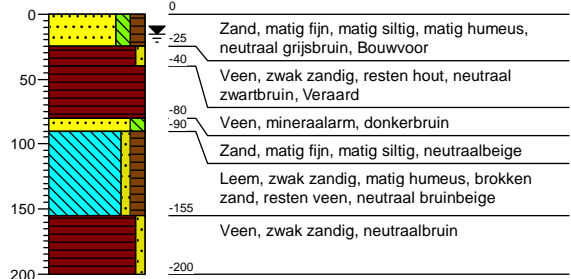 0
0
Zand, matig fijn, matig siltig, matig humeus,
neutraal grijsbruin, Bouwvoor
-25
-40
Veen, zwak zandig, resten hout, neutraal
zwartbruin, Veraard
50
-80
Veen, mineraalarm, donkerbruin
-90
Zand, matig fijn, matig siltig, neutraalbeige
100
Leem, zwak zandig, matig humeus, brokken
zand, resten veen, neutraal bruinbeige
150
-155
Veen, zwak zandig, neutraalbruin
200
-200